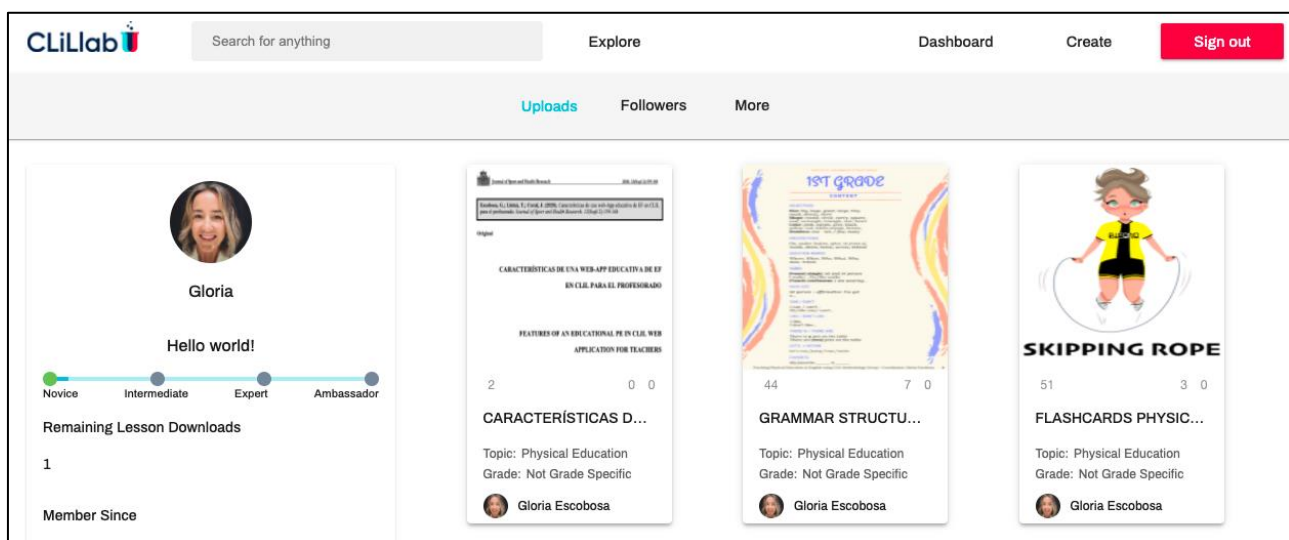 CLiLlab
Search for anything
Explore
Dashboard
Create
Sign out
Uploads
Followers
More
Gloria
Hello world!
Novice
Intermediate
Expert
Ambassador
Remaining Lesson Downloads
1
Member Since
Original
CARACTERÍSTICAS DE UNA WEB-APP EDUCATIVA DE EF
EN CLIL PARA EL PROFESORADO
FEATURES OF AN EDUCATIONAL PE IN CLIL WEB
APPLICATION FOR TEACHERS
2 0 0
CARACTERÍSTICAS D...
Topic: Physical Education
Grade: Not Grade Specific
Gloria Escobosa
1ST GRADE
CONTENT
44 7 0
GRAMMAR STRUCTU...
Topic: Physical Education
Grade: Not Grade Specific
Gloria Escobosa
SKIPPING ROPE
51 3 0
FLASHCARDS PHYSIC...
Topic: Physical Education
Grade: Not Grade Specific
Gloria Escobosa